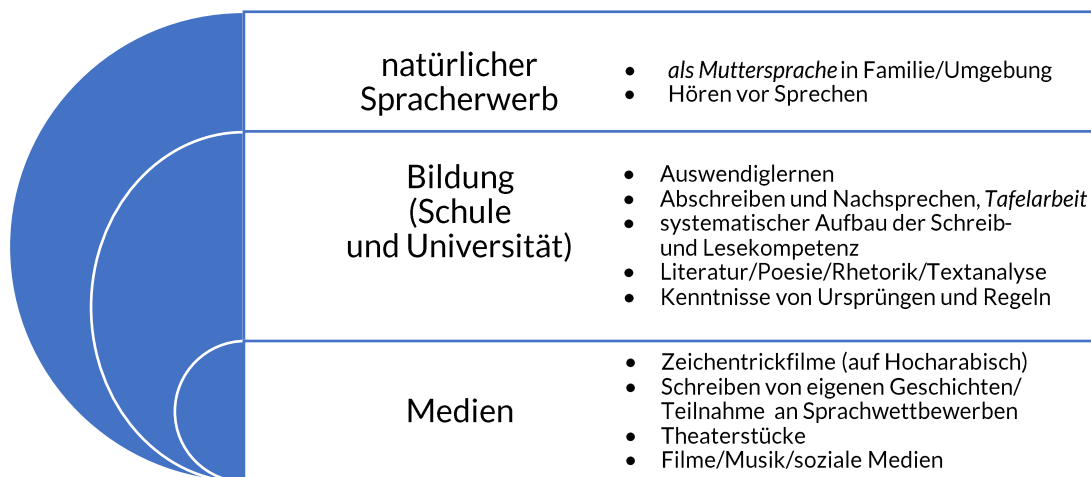 natürlicher
Spracherwerb
• als Muttersprache in Familie/Umgebung
• Hören vor Sprechen
Bildung
(Schule
und Universität)
• Auswendiglernen
• Abschreiben und Nachsprechen, Tafelarbeit
• systematischer Aufbau der Schreib-
und Lesekompetenz
• Literatur/Poesie/Rhetorik/Textanalyse
• Kenntnisse von Ursprüngen und Regeln
Medien
• Zeichentrickfilme (auf Hocharabisch)
• Schreiben von eigenen Geschichten/
Teilnahme an Sprachwettbewerben
• Theaterstücke
• Filme/Musik/soziale Medien